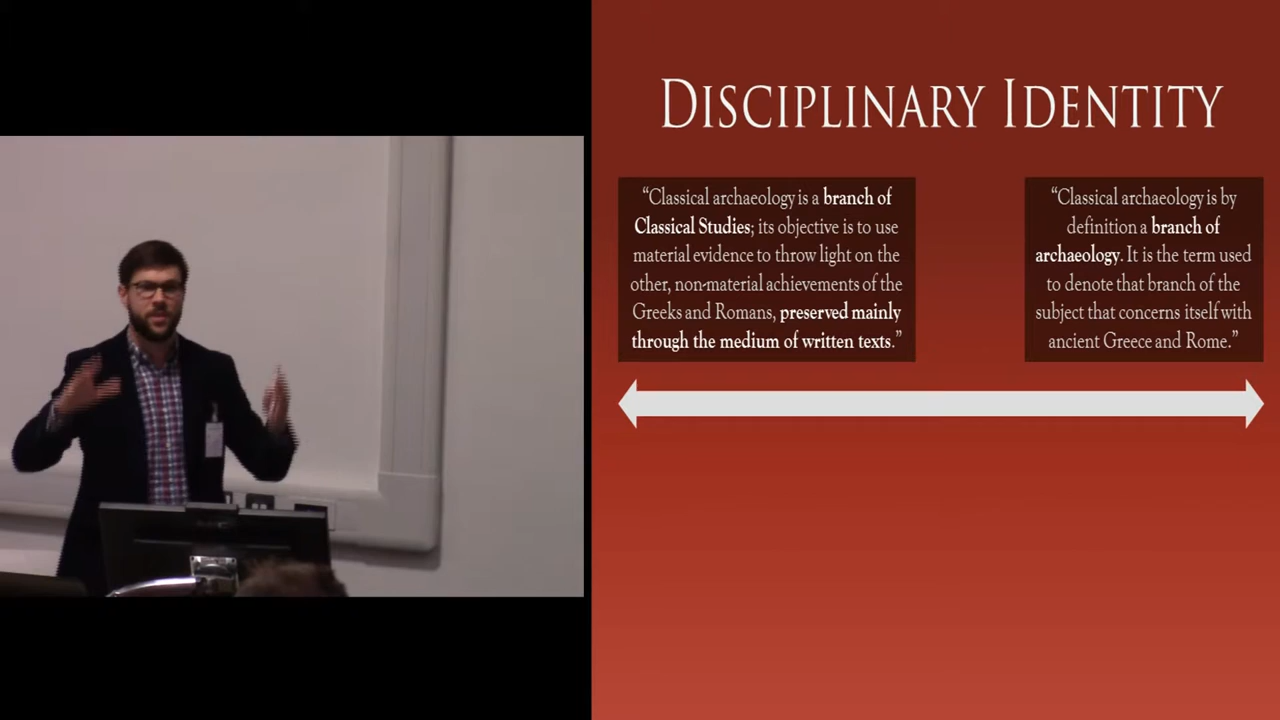 DISCIPLINARY IDENTITY
“Classical archaeology is a branch of
Classical Studies; its objective is to use
material evidence to throw light on the
other, non-material achievements of the
Greeks and Romans, preserved mainly
through the medium of written texts.”
“Classical archaeology is by
definition a branch of
archaeology. It is the term used
to denote that branch of the
subject that concerns itself with
ancient Greece and Rome.”